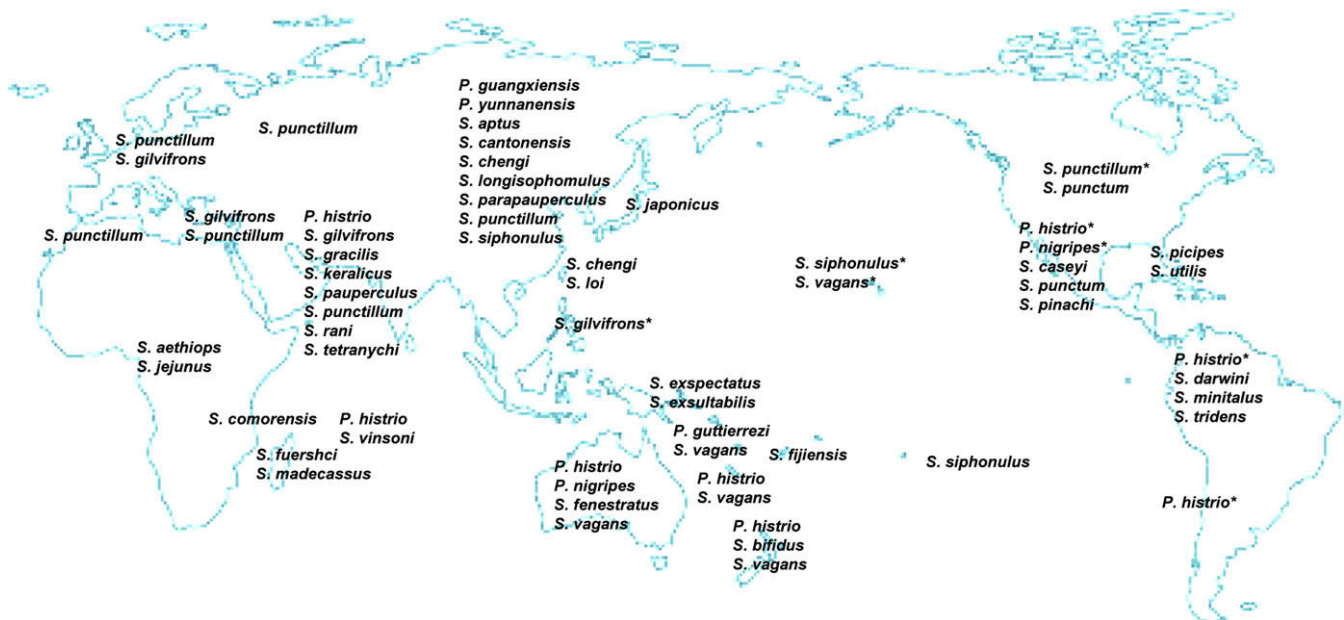 P. guangxiensis
P. yunnanensis
S. aptus
S. cantonensis
S. chengi
S. longisophomulus
S. parapauperculus
S. punctillum
S. siphonulus
S. punctillum
S. punctillum
S. gilvifrons
S. punctillum*
S. punctum
S. japonicus
S. punctillum
S. gilvifrons
S. punctillum
P. histrio
S. gilvifrons
S. gracilis
S. keralicus
S. pauperculus
S. punctillum
S. rani
S. tetranychi
P. histrio*
P. nigripes*
S. caseyi
S. punctum
S. pinachi
S. picipes
S. utilis
S. chengi
S. loi
S. siphonulus*
S. vagans*
S. gilvifrons*
S. aethiops
S. jejunus
P. histrio*
S. darwini
S. minitalus
S. tridens
S. exspectatus
S. exsultabilis
S. comorensis
P. histrio
S. vinsoni
P. guttierrezi
S. vagans
S. fuershci
S. madecassus
S. fijiensis
S. siphonulus
P. histrio
P. nigripes
S. fenestratus
S. vagans
P. histrio
S. vagans
P. histrio*
P. histrio
S. bifidus
S. vagans